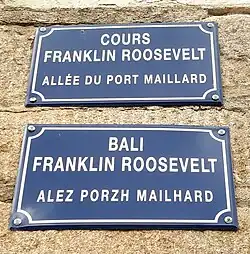 COURS
FRANKLIN ROOSEVELT
ALLÉE DU PORT MAILLARD
BALI
FRANKLIN ROOSEVELT
ALEZ PORZH MAILHARD